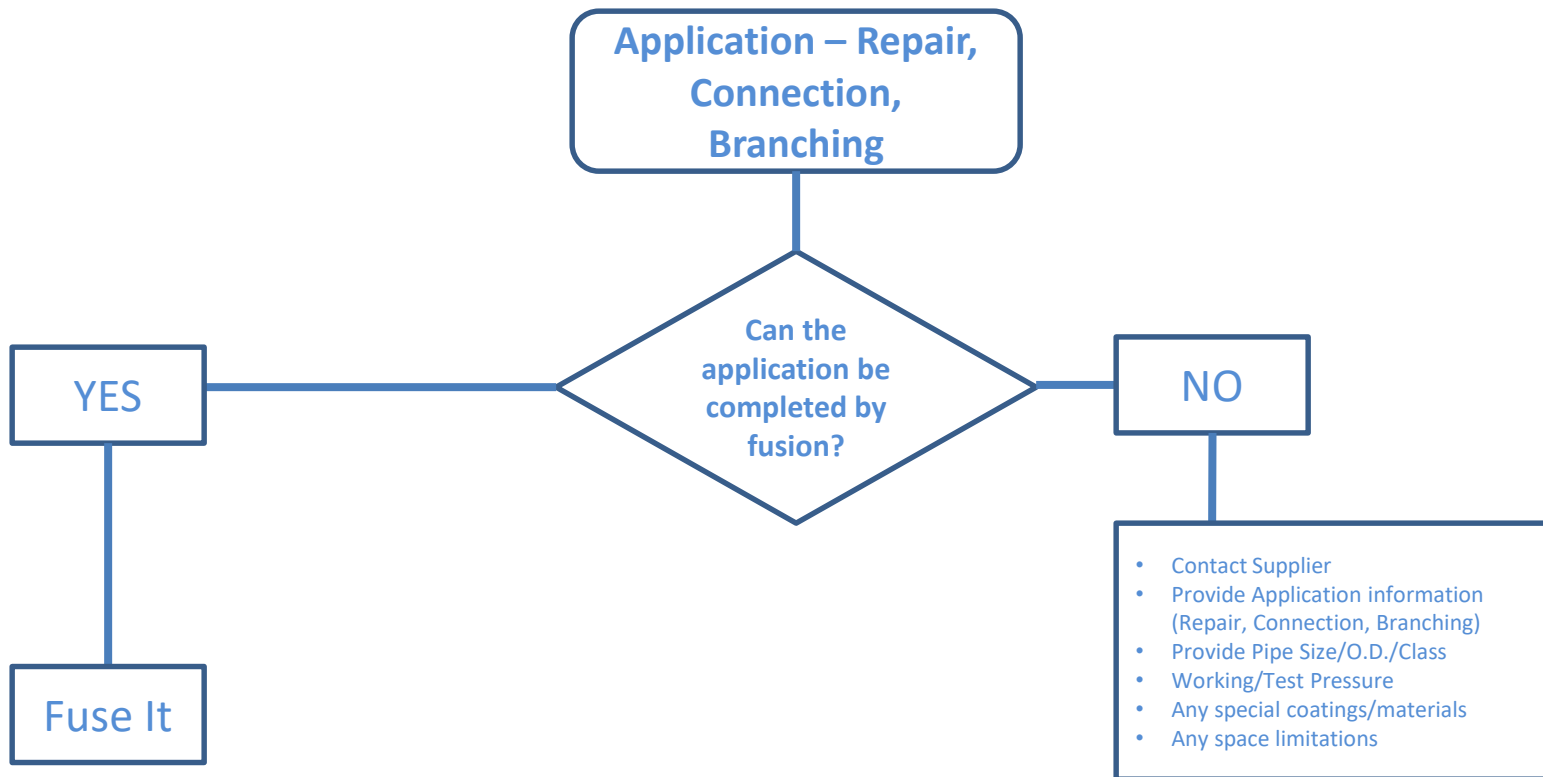 Application – Repair,
Connection,
Branching
Can the
application be
completed by
fusion?
YES
NO
Fuse It
• Contact Supplier
• Provide Application information
(Repair, Connection, Branching)
• Provide Pipe Size/O.D./Class
• Working/Test Pressure
• Any special coatings/materials
• Any space limitations